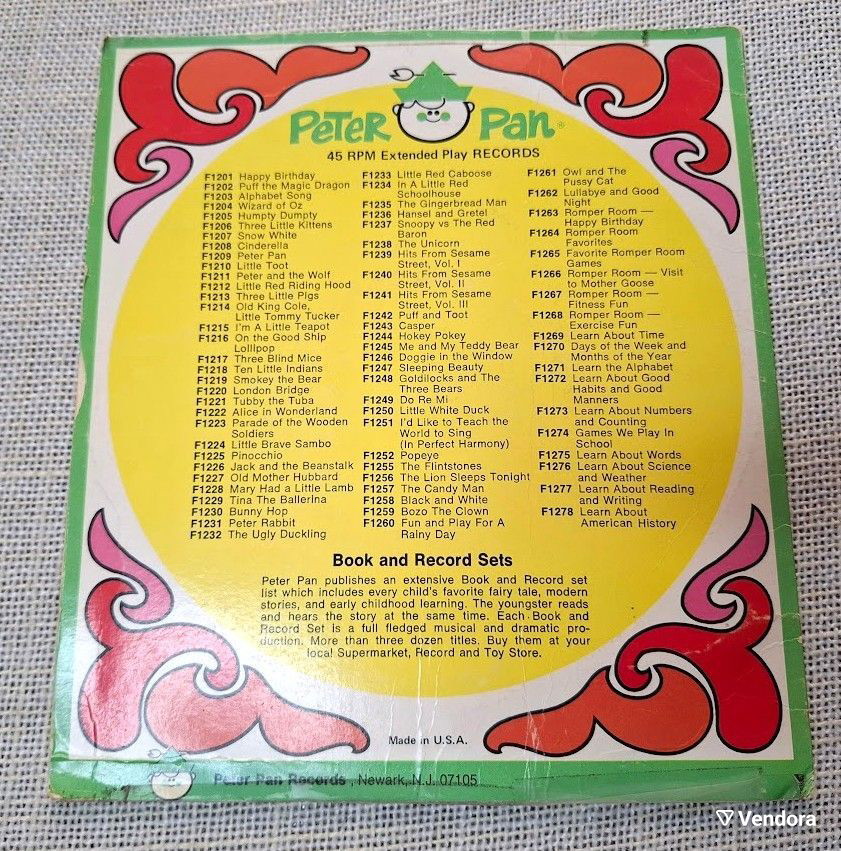 PETER Pan®
45 RPM Extended Play RECORDS
F1201 Happy Birthday
F1202 Puff the Magic Dragon
F1203 Alphabet Song
F1204 Wizard of Oz
F1205 Humpty Dumpty
F1206 Three Little Kittens
F1207 Snow White
F1208 Cinderella
F1209 Peter Pan
F1210 Little Toot
F1211 Peter and the Wolf
F1212 Little Red Riding Hood
F1213 Three Little Pigs
F1214 Old King Cole,
Little Tommy Tucker
F1215 I'm A Little Teapot
F1216 On the Good Ship
Lollipop
F1217 Three Blind Mice
F1218 Ten Little Indians
F1219 Smokey the Bear
F1220 London Bridge
F1221 Tubby the Tuba
F1222 Alice in Wonderland
F1223 Parade of the Wooden
Soldiers
F1224 Little Brave Sambo
F1225 Pinocchio
F1226 Jack and the Beanstalk
F1227 Old Mother Hubbard
F1228 Mary Had a Little Lamb
F1229 Tina The Ballerina
F1230 Bunny Hop
F1231 Peter Rabbit
F1232 The Ugly Duckling
F1233 Little Red Caboose
F1234 In A Little Red
Schoolhouse
F1235 The Gingerbread Man
F1236 Hansel and Gretel
F1237 Snoopy vs The Red
Baron
F1238 The Unicorn
F1239 Hits From Sesame
Street, Vol. I
F1240 Hits From Sesame
Street, Vol. II
F1241 Hits From Sesame
Street, Vol. III
F1242 Puff and Toot
F1243 Casper
F1244 Hokey Pokey
F1245 Me and My Teddy Bear
F1246 Doggie in the Window
F1247 Sleeping Beauty
F1248 Goldilocks and The
Three Bears
F1249 Do Re Mi
F1250 Little White Duck
F1251 I'd Like to Teach the
World to Sing
(In Perfect Harmony)
F1252 Popeye
F1255 The Flintstones
F1256 The Lion Sleeps Tonight
F1257 The Candy Man
F1258 Black and White
F1259 Bozo The Clown
F1260 Fun and Play For A
Rainy Day
F1261 Owl and The
Pussy Cat
F1262 Lullabye and Good
Night
F1263 Romper Room —
Happy Birthday
F1264 Romper Room
Favorites
F1265 Favorite Romper Room
Games
F1266 Romper Room — Visit
to Mother Goose
F1267 Romper Room —
Fitness Fun
F1268 Romper Room —
Exercise Fun
F1269 Learn About Time
F1270 Days of the Week and
Months of the Year
F1271 Learn the Alphabet
F1272 Learn About Good
Habits and Good
Manners
F1273 Learn About Numbers
and Counting
F1274 Games We Play In
School
F1275 Learn About Words
F1276 Learn About Science
and Weather
F1277 Learn About Reading
and Writing
F1278 Learn About
American History
Book and Record Sets
Peter Pan publishes an extensive Book and Record set
list which includes every child's favorite fairy tale, modern
stories, and early childhood learning. The youngster reads
and hears the story at the same time. Each Book and
Record Set is a full fledged musical and dramatic pro-
duction. More than three dozen titles. Buy them at your
local Supermarket, Record and Toy Store.
Made in U.S.A.
Peter Pan Records , Newark, N.J. 07105
Vendora